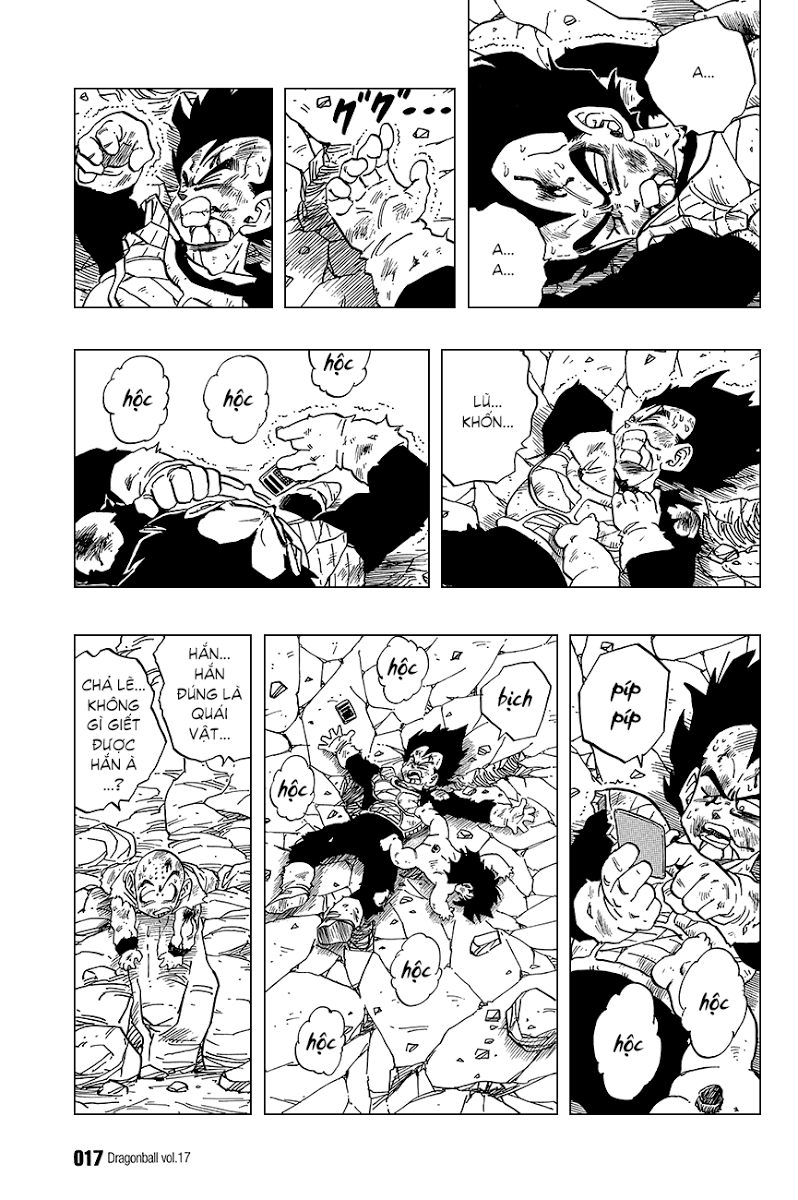 A...
A...
A...
ググ....
LŨ...
KHỐN...
hộc
hộc
hộc
píp
píp
hộc
hộc
bịch
hộc
hộc
hộc
hộc
HẮN...
HẮN
ĐÚNG LÀ
QUÁI
VẬT...
CHẢ LẼ...
KHÔNG
GÌ GIẾT
ĐƯỢC
HẮN À
...?
017 Dragonball vol.17